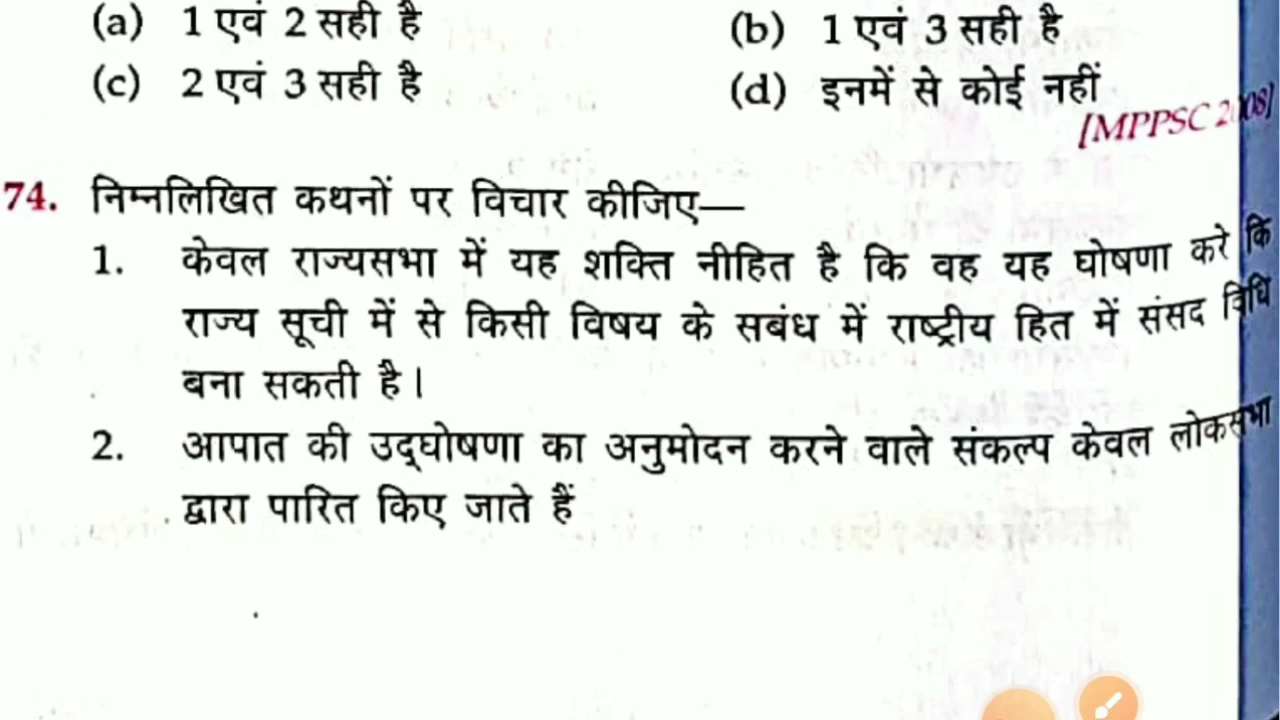 (a) 1 एवं 2 सही है (b) 1 एवं 3 सही है
(c) 2 एवं 3 सही है (d) इनमें से कोई नहीं
[MPPSC 2008]
74. निम्नलिखित कथनों पर विचार कीजिए—
1. केवल राज्यसभा में यह शक्ति नीहित है कि वह यह घोषणा करे कि
राज्य सूची में से किसी विषय के सबंध में राष्ट्रीय हित में संसद विधि
बना सकती है।
2. आपात की उद्घोषणा का अनुमोदन करने वाले संकल्प केवल लोकसभा
द्वारा पारित किए जाते हैं